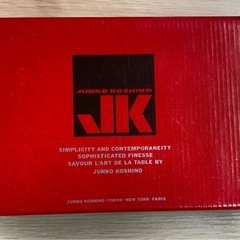 JUNKO KOSHINO
JK
SIMPLICITY AND CONTEMPORANEITY
SOPHISTICATED FINESSE
SAVOUR L'ART DE LA TABLE BY
JUNKO KOSHINO
JUNKO KOSHINO · TOKYO · NEW YORK · PARIS